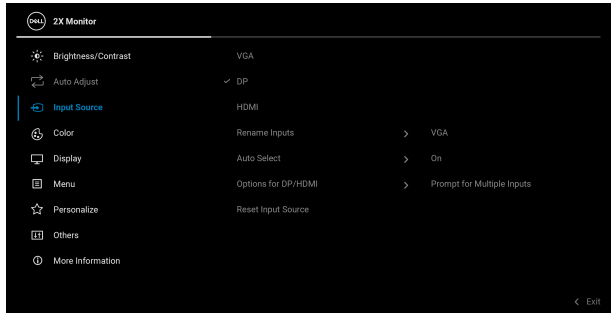 DELL 2X Monitor
Brightness/Contrast VGA
Auto Adjust DP
Input Source HDMI
Color Rename Inputs VGA
Display Auto Select On
Menu Options for DP/HDMI Prompt for Multiple Inputs
Personalize Reset Input Source
Others
More Information
Exit